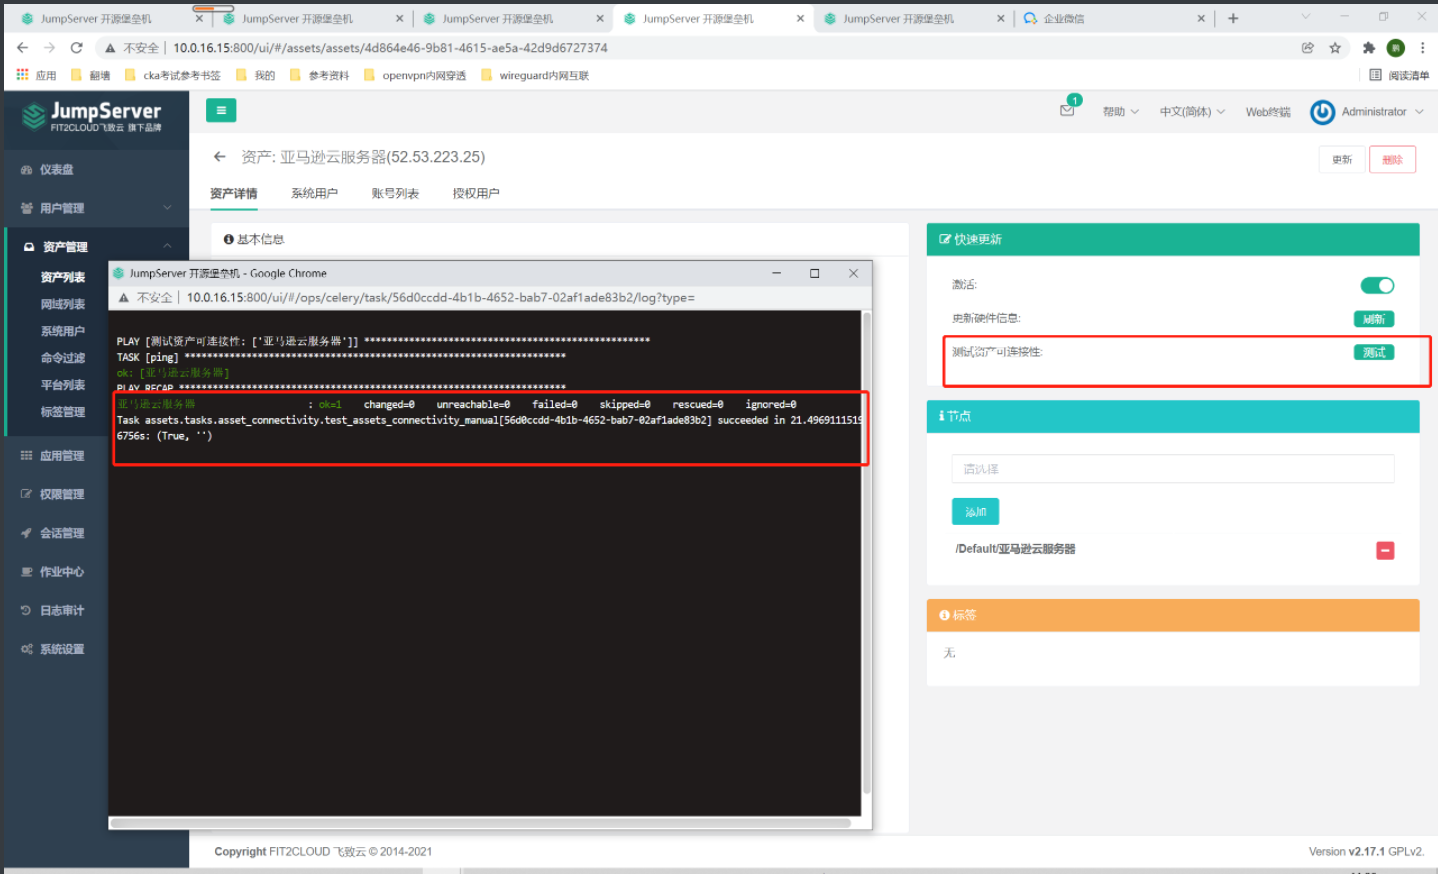 JumpServer 开源堡垒机
JumpServer 开源堡垒机
JumpServer 开源堡垒机
JumpServer 开源堡垒机
JumpServer 开源堡垒机
企业微信
不安全 | 10.0.16.15:800/ui/#/assets/assets/4d864e46-9b81-4615-ae5a-42d9d6727374
应用 翻墙 cka考试参考书签 我的 参考资料 openvpn内网穿透 wireguard内网互联 阅读清单
JumpServer
FIT2CLOUD飞致云 旗下品牌
1
帮助 中文(简体) Web终端 Administrator
资产: 亚马逊云服务器(52.53.223.25)
更新 删除
资产详情 系统用户 账号列表 授权用户
仪表盘
用户管理
资产管理
资产列表
网域列表
系统用户
命令过滤
平台列表
标签管理
应用管理
权限管理
会话管理
作业中心
日志审计
系统设置
基本信息
JumpServer 开源堡垒机 - Google Chrome
不安全 | 10.0.16.15:800/ui/#/ops/celery/task/56d0ccdd-4b1b-4652-bab7-02af1ade83b2/log?type=
PLAY [测试资产可连接性: ['亚马逊云服务器']] ***************************************************
TASK [ping] ********************************************************************
ok: [亚马逊云服务器]
PLAY RECAP *********************************************************************
亚马逊云服务器 : ok=1 changed=0 unreachable=0 failed=0 skipped=0 rescued=0 ignored=0
Task assets.tasks.asset_connectivity.test_assets_connectivity_manual[56d0ccdd-4b1b-4652-bab7-02af1ade83b2] succeeded in 21.4969111519
6756s: (True, '')
快速更新
激活:
更新硬件信息: 刷新
测试资产可连接性: 测试
节点
请选择
添加
/Default/亚马逊云服务器
标签
无
Copyright FIT2CLOUD 飞致云 © 2014-2021
Version v2.17.1 GPLv2.